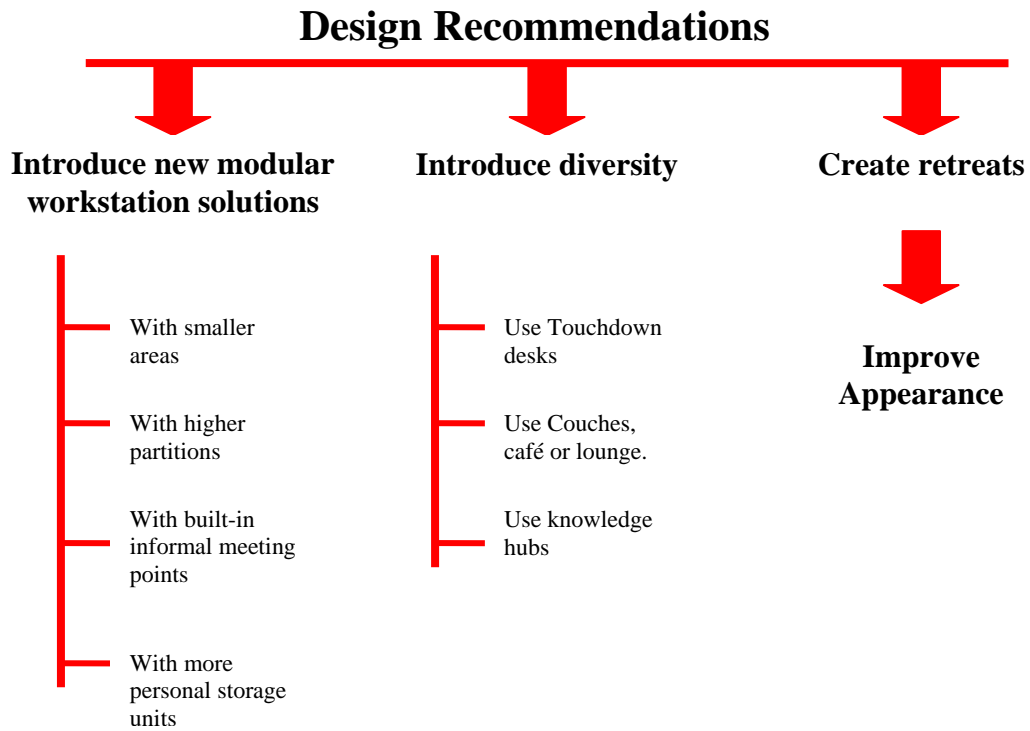 Design Recommendations
Introduce new modular
workstation solutions
With smaller
areas
With higher
partitions
With built-in
informal meeting
points
With more
personal storage
units
Introduce diversity
Use Touchdown
desks
Use Couches,
café or lounge.
Use knowledge
hubs
Create retreats
Improve
Appearance